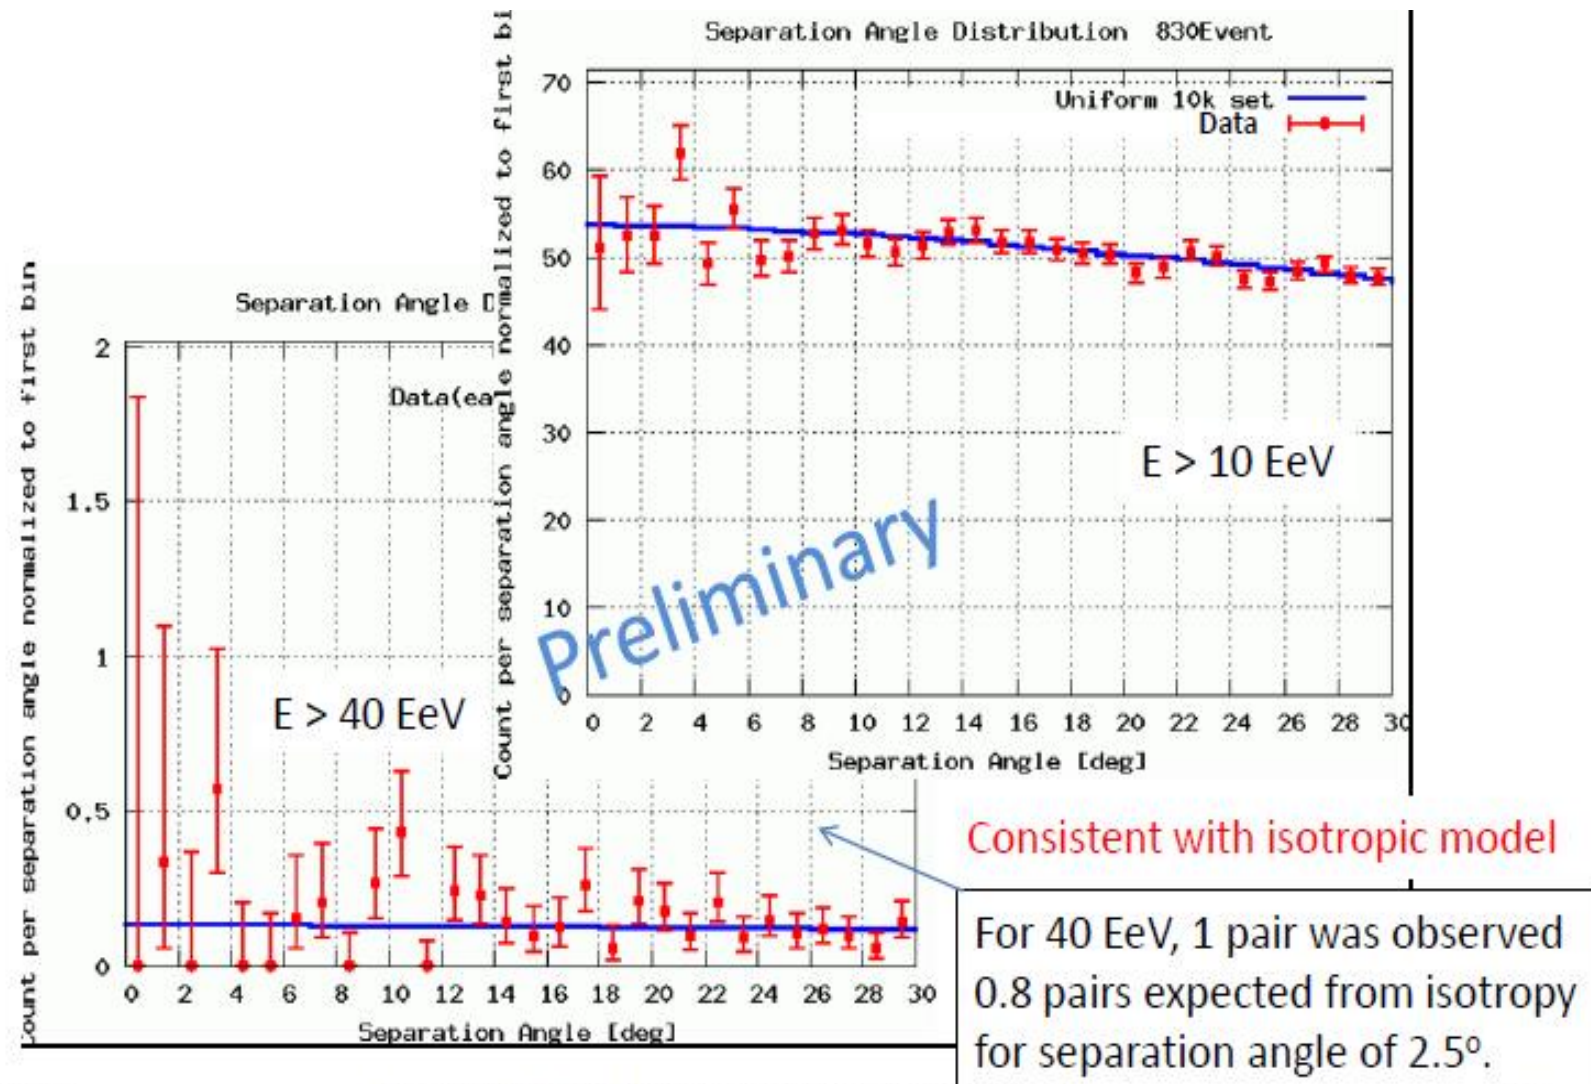 Separation Angle Distribution 830Event
Count per separation angle normalized to first bi
70
60
50
40
30
20
10
0
Uniform 10k set
Data
E > 10 EeV
Preliminary
0 2 4 6 8 10 12 14 16 18 20 22 24 26 28 30
Separation Angle [deg]
Separation Angle D
Count per separation angle normalized to first bin
2
1.5
1
0.5
0
Data(ea
E > 40 EeV
0 2 4 6 8 10 12 14 16 18 20 22 24 26 28 30
Separation Angle [deg]
Consistent with isotropic model
For 40 EeV, 1 pair was observed
0.8 pairs expected from isotropy
for separation angle of 2.5º.